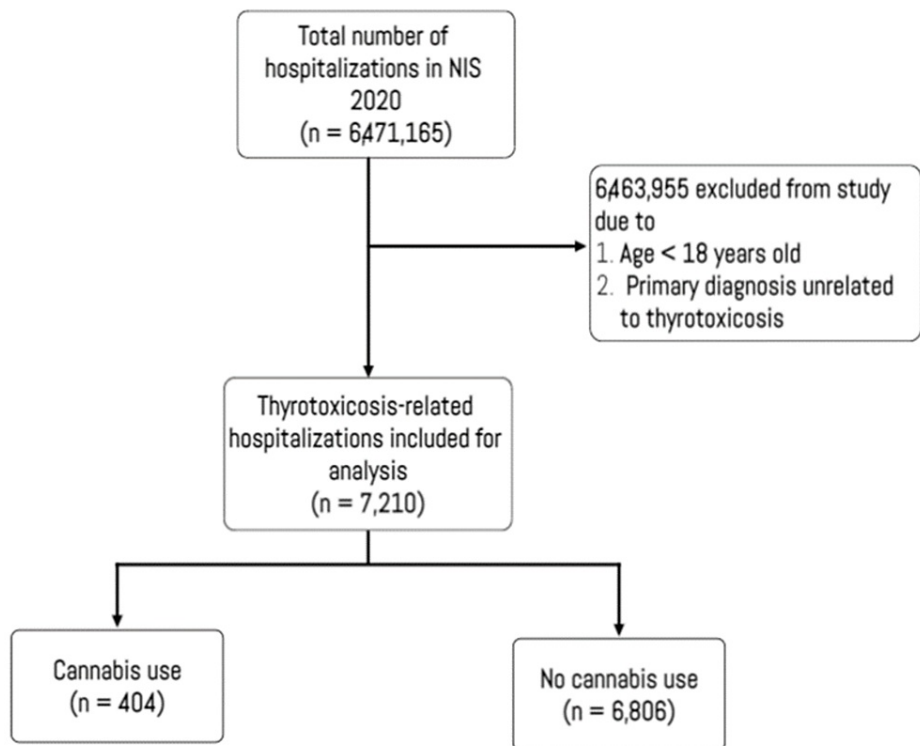 Total number of
hospitalizations in NIS
2020
(n = 6,471,165)
6,463,955 excluded from study
due to
1. Age < 18 years old
2. Primary diagnosis unrelated
to thyrotoxicosis
Thyrotoxicosis-related
hospitalizations included for
analysis
(n = 7,210)
Cannabis use
(n = 404)
No cannabis use
(n = 6,806)